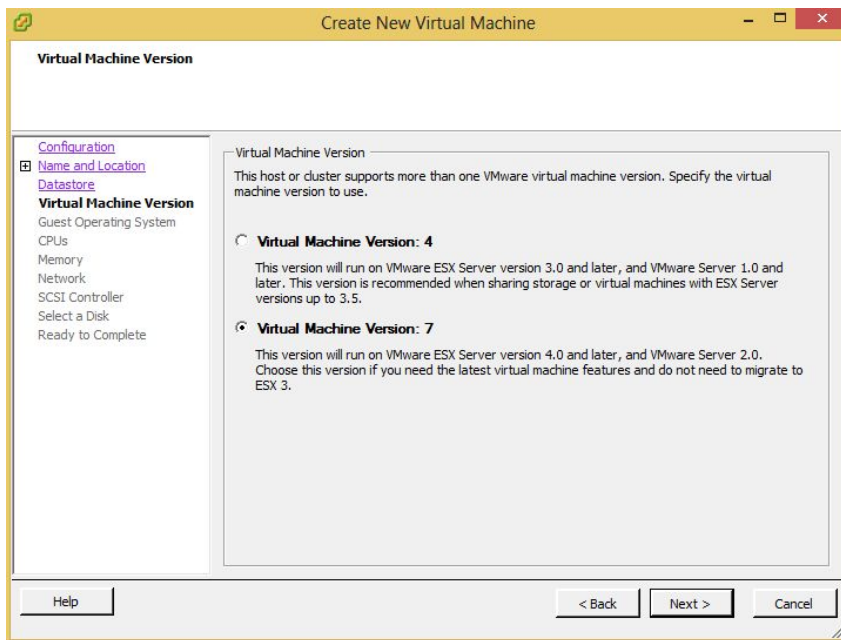 Create New Virtual Machine
Virtual Machine Version
Configuration
Name and Location
Datastore
Virtual Machine Version
Guest Operating System
CPUs
Memory
Network
SCSI Controller
Select a Disk
Ready to Complete
Virtual Machine Version
This host or cluster supports more than one VMware virtual machine version. Specify the virtual
machine version to use.
Virtual Machine Version: 4
This version will run on VMware ESX Server version 3.0 and later, and VMware Server 1.0 and
later. This version is recommended when sharing storage or virtual machines with ESX Server
versions up to 3.5.
Virtual Machine Version: 7
This version will run on VMware ESX Server version 4.0 and later, and VMware Server 2.0.
Choose this version if you need the latest virtual machine features and do not need to migrate to
ESX 3.
Help
< Back
Next >
Cancel